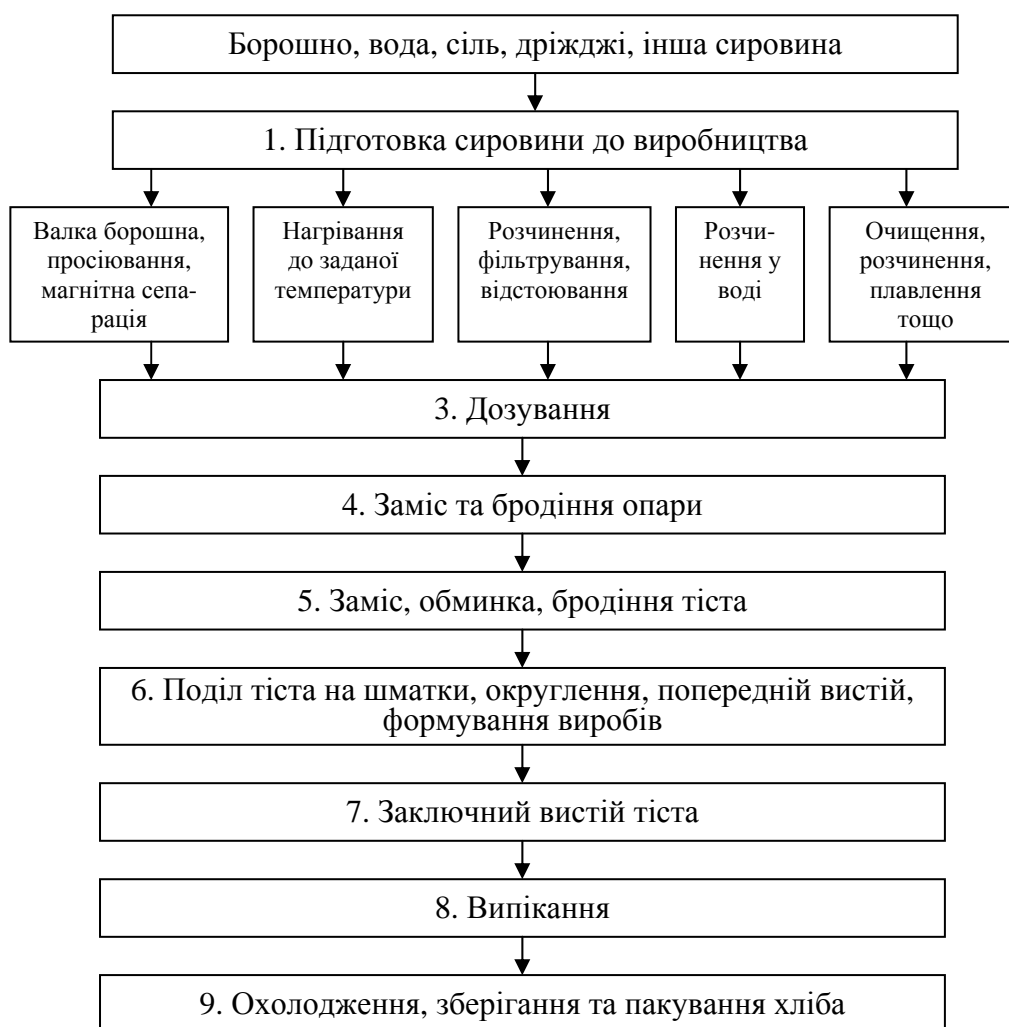 Борошно, вода, сіль, дріжджі, інша сировина
1. Підготовка сировини до виробництва
Валка борошна,
просіювання,
магнітна сепа-
рація
Нагрівання
до заданої
температури
Розчинення,
фільтрування,
відстоювання
Розчи-
нення у
воді
Очищення,
розчинення,
плавлення
тощо
3. Дозування
4. Заміс та бродіння опари
5. Заміс, обминка, бродіння тіста
6. Поділ тіста на шматки, округлення, попередній вистій,
формування виробів
7. Заключний вистій тіста
8. Випікання
9. Охолодження, зберігання та пакування хліба